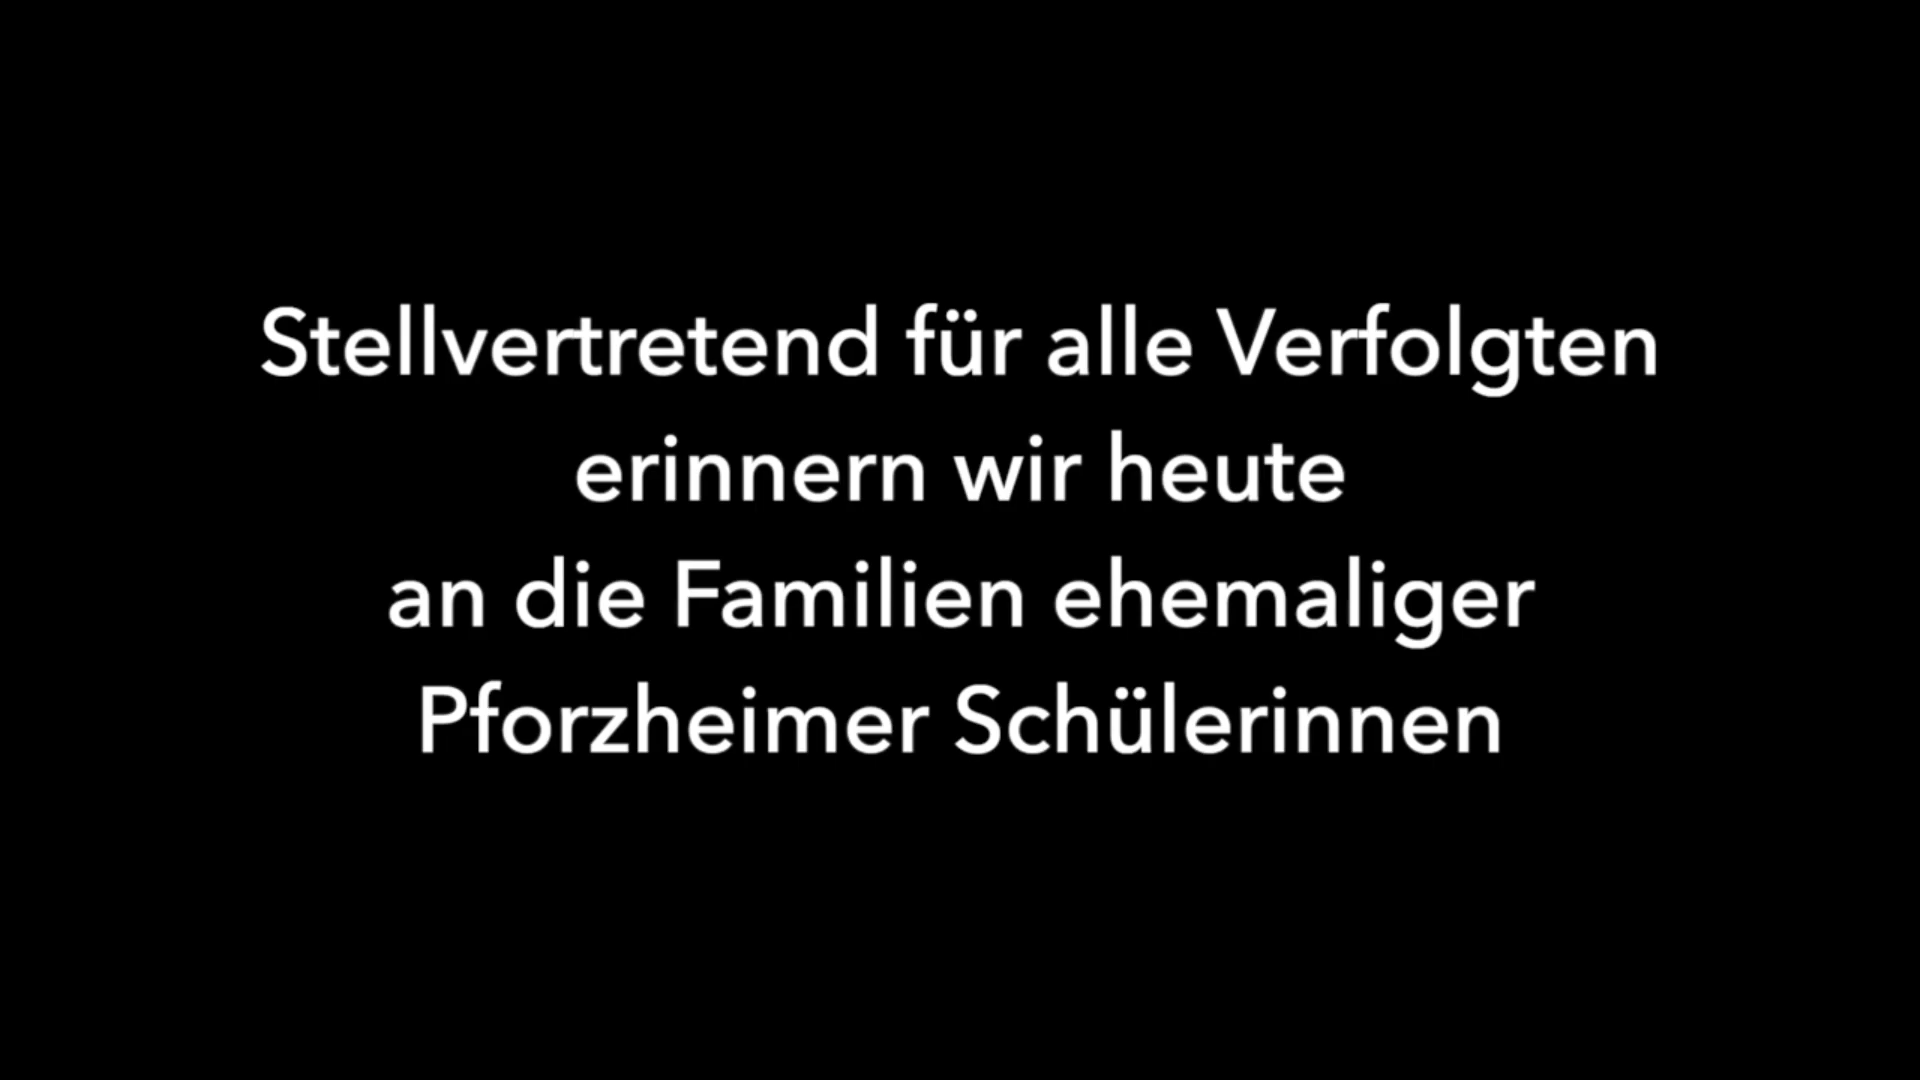 Stellvertretend für alle Verfolgten
erinnern wir heute
an die Familien ehemaliger
Pforzheimer Schülerinnen